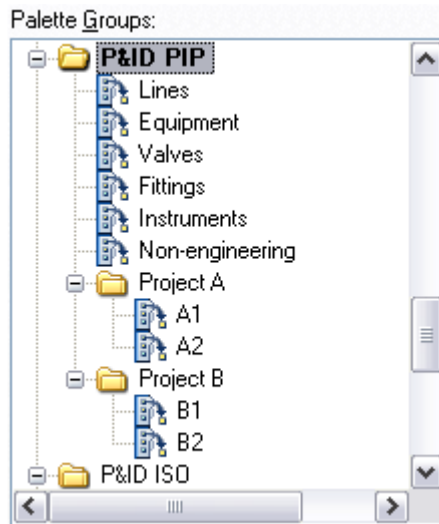 Palette Groups:
P&ID PIP
Lines
Equipment
Valves
Fittings
Instruments
Non-engineering
Project A
A1
A2
Project B
B1
B2
P&ID ISO